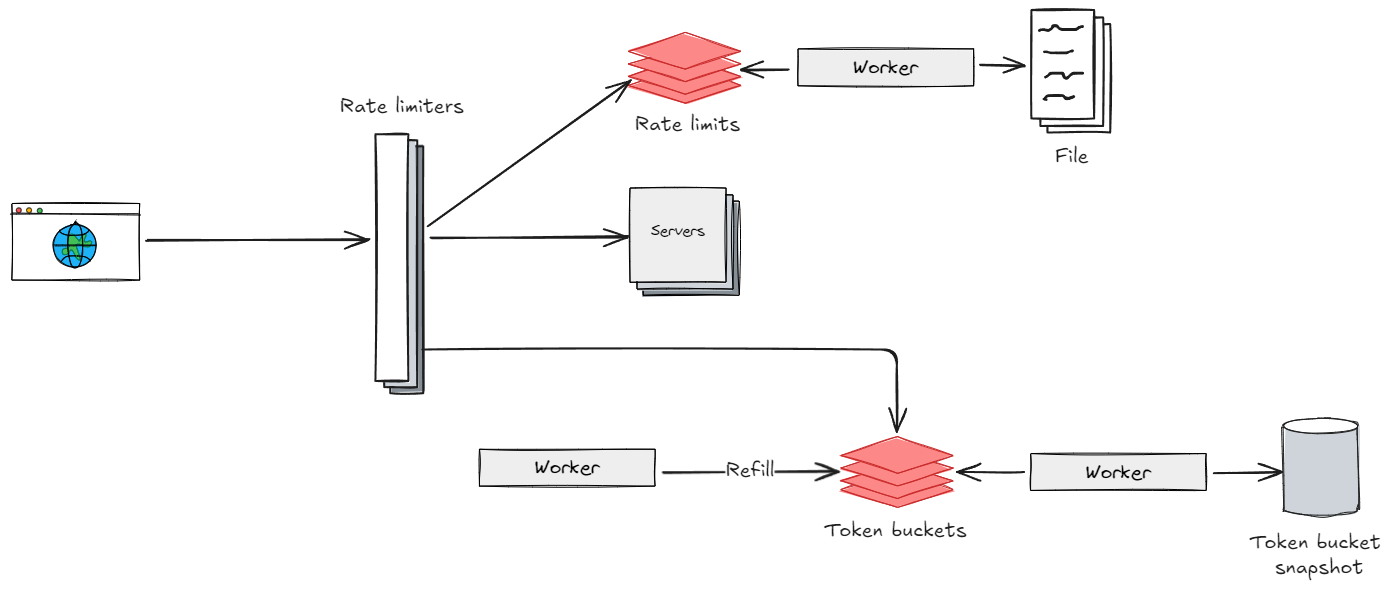 Rate limiters
Rate limits
Worker
File
Servers
Worker
Refill
Token buckets
Worker
Token bucket
snapshot